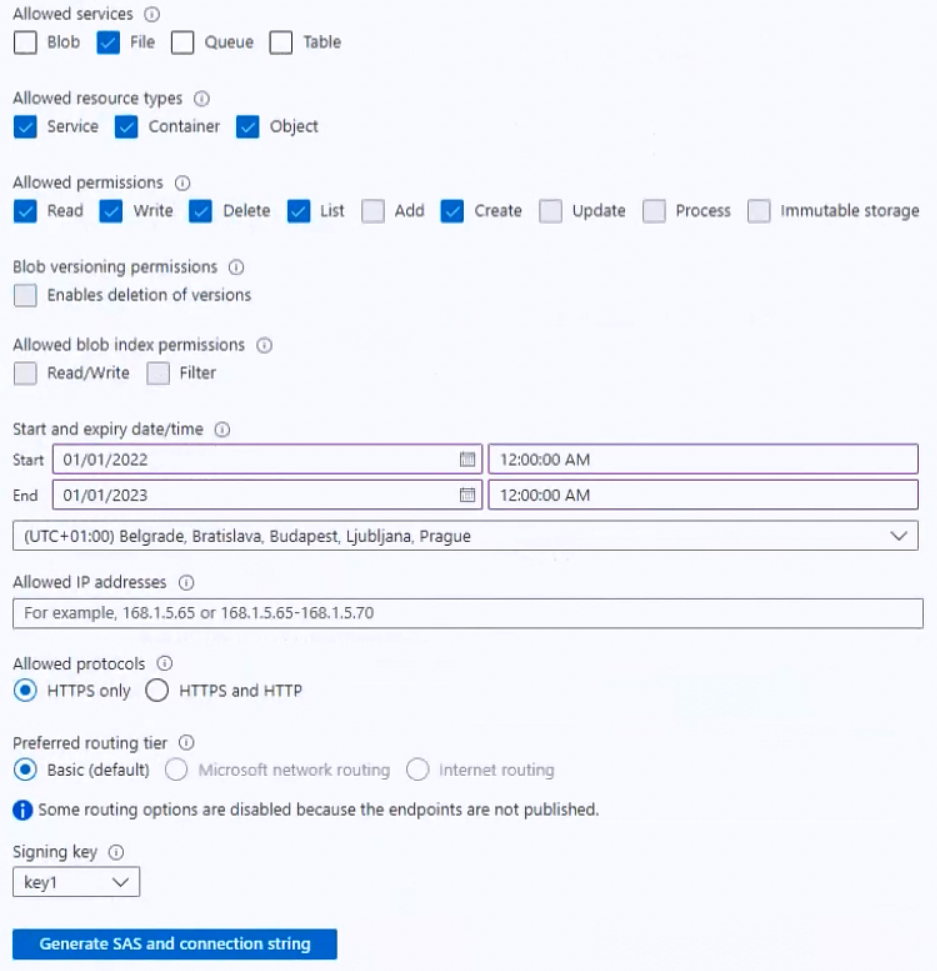 Allowed services
Blob File Queue Table
Allowed resource types
Service Container Object
Allowed permissions
Read Write Delete List Add Create Update Process Immutable storage
Blob versioning permissions
Enables deletion of versions
Allowed blob index permissions
Read/Write Filter
Start and expiry date/time
Start 01/01/2022 12:00:00 AM
End 01/01/2023 12:00:00 AM
(UTC+01:00) Belgrade, Bratislava, Budapest, Ljubljana, Prague
Allowed IP addresses
For example, 168.1.5.65 or 168.1.5.65-168.1.5.70
Allowed protocols
HTTPS only HTTPS and HTTP
Preferred routing tier
Basic (default) Microsoft network routing Internet routing
Some routing options are disabled because the endpoints are not published.
Signing key
key1
Generate SAS and connection string